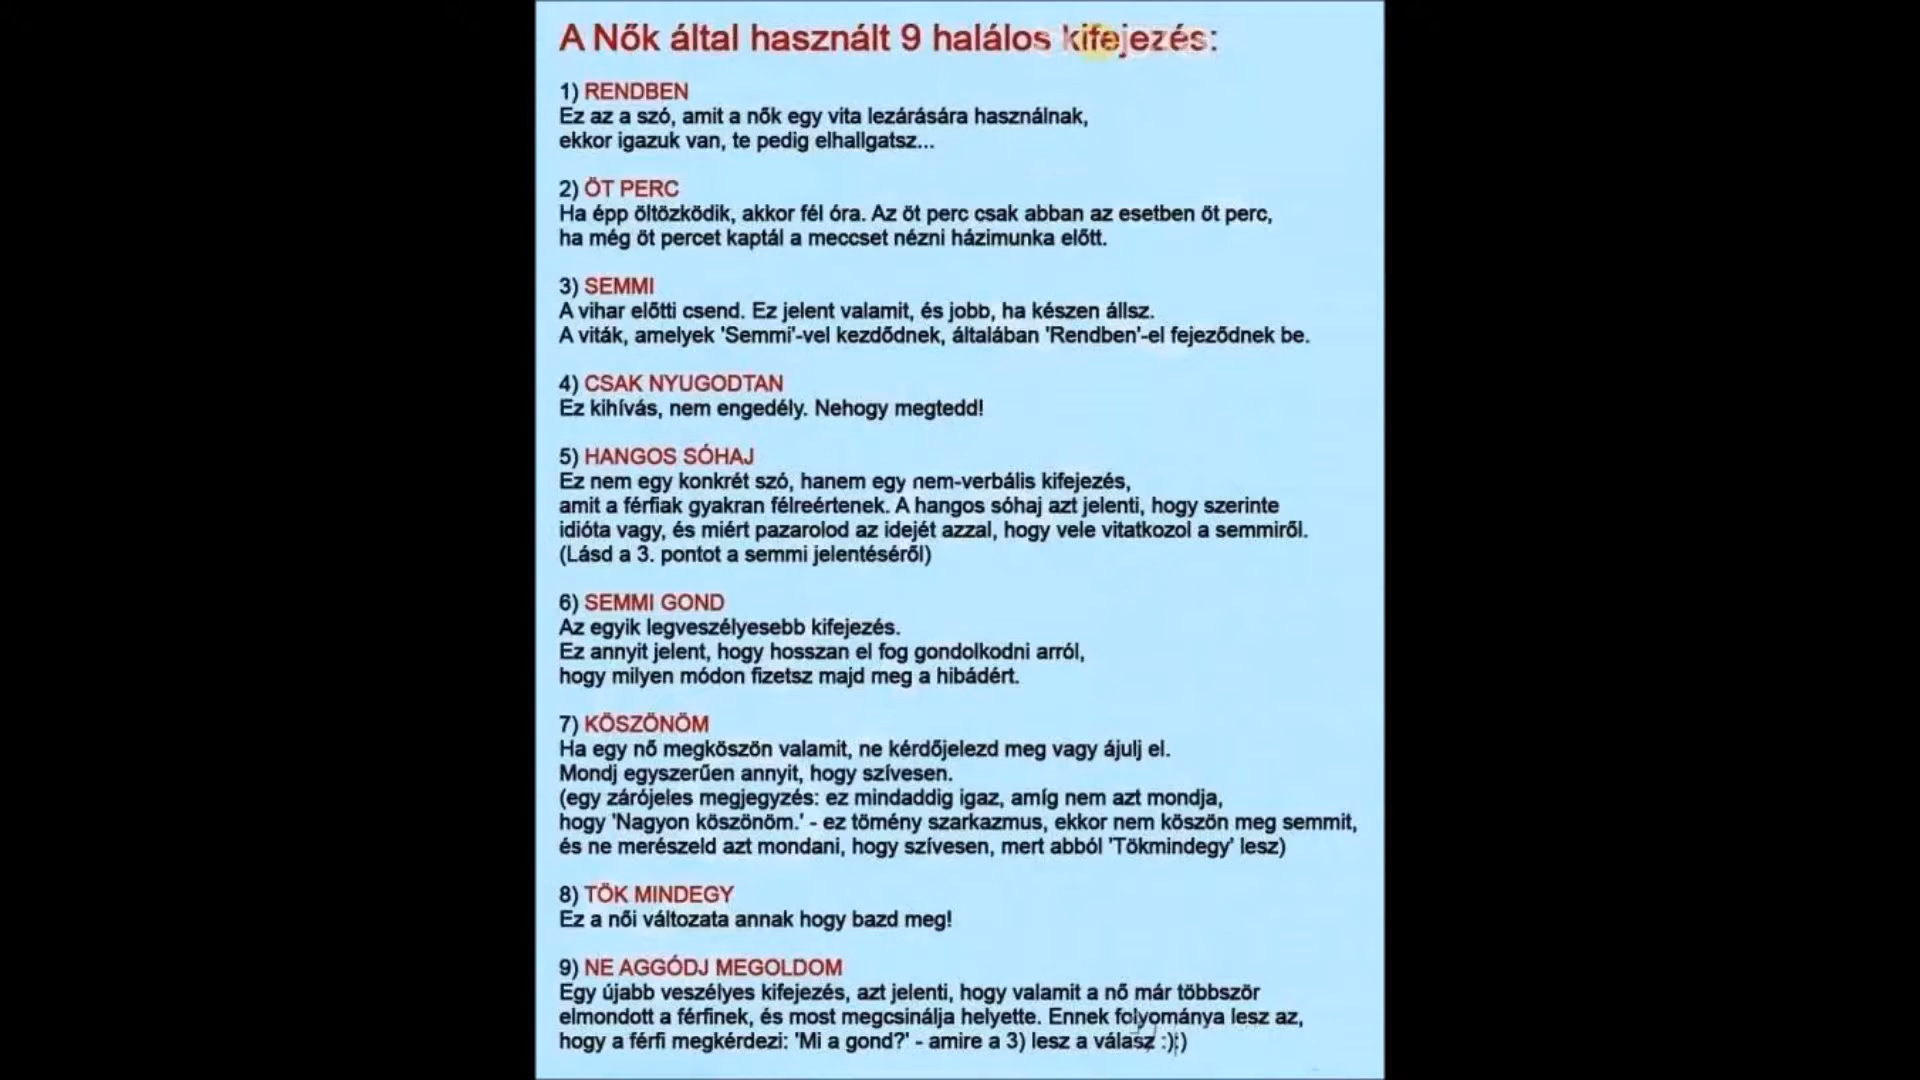 A Nők által használt 9 halálos kifejezés:
1) RENDBEN
Ez az a szó, amit a nők egy vita lezárására használnak,
ekkor igazuk van, te pedig elhallgatsz...
2) ÖT PERC
Ha épp öltözködik, akkor fél óra. Az öt perc csak abban az esetben öt perc,
ha még öt percet kaptál a meccset nézni házimunka előtt.
3) SEMMI
A vihar előtti csend. Ez jelent valamit, és jobb, ha készen állsz.
A viták, amelyek 'Semmi'-vel kezdődnek, általában 'Rendben'-el fejeződnek be.
4) CSAK NYUGODTAN
Ez kihívás, nem engedély. Nehogy megtedd!
5) HANGOS SÓHAJ
Ez nem egy konkrét szó, hanem egy nem-verbális kifejezés,
amit a férfiak gyakran félreértenek. A hangos sóhaj azt jelenti, hogy szerinte
idióta vagy, és miért pazarolod az idejét azzal, hogy vele vitatkozol a semmiről.
(Lásd a 3. pontot a semmi jelentéséről)
6) SEMMI GOND
Az egyik legveszélyesebb kifejezés.
Ez annyit jelent, hogy hosszan el fog gondolkodni arról,
hogy milyen módon fizetsz majd meg a hibádért.
7) KÖSZÖNÖM
Ha egy nő megköszön valamit, ne kérdőjelezd meg vagy ájulj el.
Mondj egyszerűen annyit, hogy szívesen.
(egy zárójeles megjegyzés: ez mindaddig igaz, amíg nem azt mondja,
hogy 'Nagyon köszönöm.' - ez tömény szarkazmus, ekkor nem köszön meg semmit,
és ne merészeld azt mondani, hogy szívesen, mert abból 'Tökmindegy' lesz)
8) TÖK MINDEGY
Ez a női változata annak hogy bazd meg!
9) NE AGGÓDJ MEGOLDOM
Egy újabb veszélyes kifejezés, azt jelenti, hogy valamit a nő már többször
elmondott a férfinek, és most megcsinálja helyette. Ennek folyománya lesz az,
hogy a férfi megkérdezi: 'Mi a gond?' - amire a 3) lesz a válasz :):)